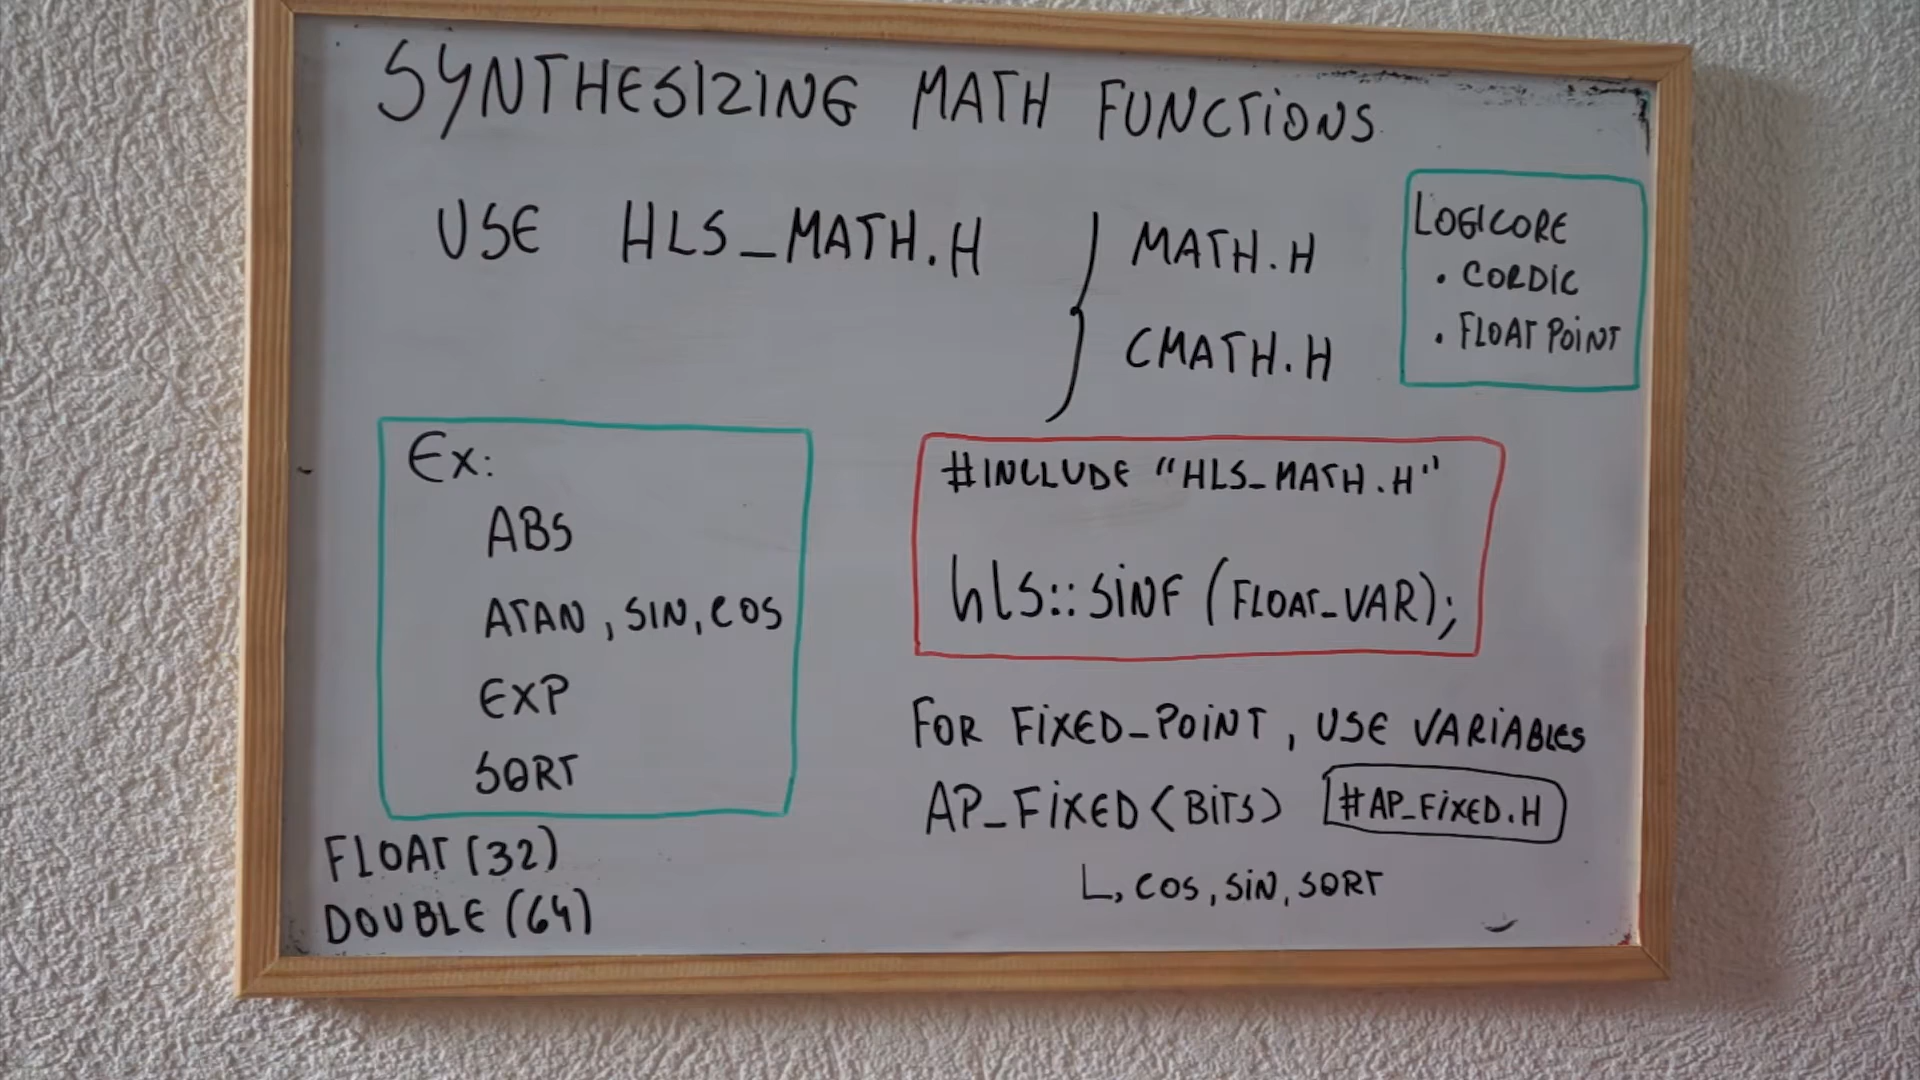 SYNTHESIZING MATH FUNCTIONS
USE HLS_MATH.H
MATH.H
CMATH.H
LOGICORE
. CORDIC
. FLOAT POINT
Ex:
ABS
ATAN, SIN, COS
EXP
SQRT
FLOAT (32)
DOUBLE (64)
#INCLUDE "HLS_MATH.H"
hls::SINF (FLOAT_VAR);
FOR FIXED_POINT, USE VARIABLES
AP_FIXED <BITS> #AP_FIXED.H
L, COS, SIN, SQRT